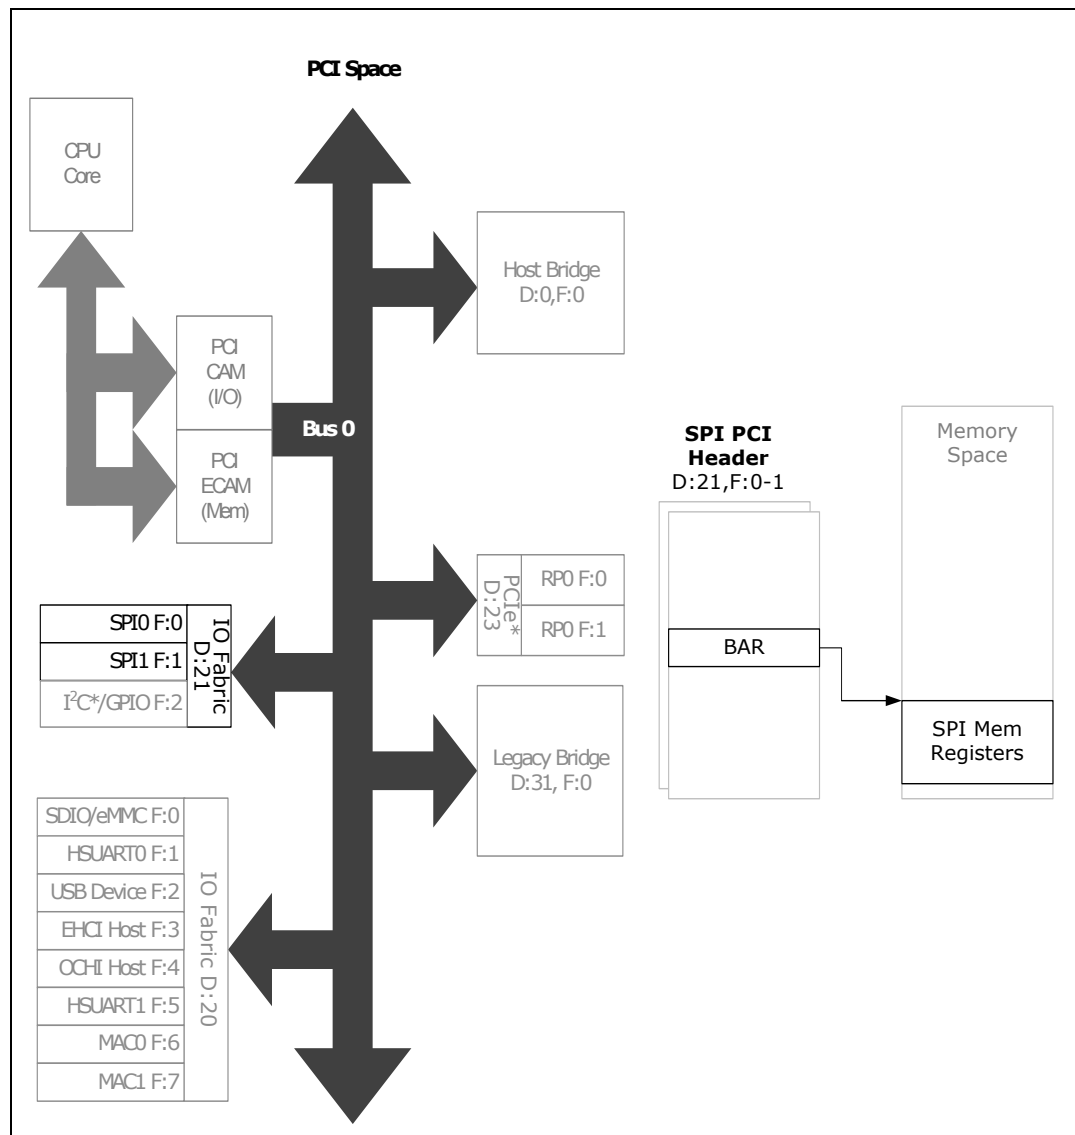 PCI Space
CPU
Core
Host Bridge
D:0,F:0
PCI
CAM
(I/O)
Bus 0
PCI
ECAM
(Mem)
SPI PCI
Header
D:21,F:0-1
Memory
Space
PCIe*
D:23
RP0 F:0
RP0 F:1
SPI0 F:0
SPI1 F:1
I²C*/GPIO F:2
IO Fabric
D:21
BAR
SPI Mem
Registers
Legacy Bridge
D:31, F:0
SDIO/eMMC F:0
HSUART0 F:1
USB Device F:2
EHCI Host F:3
OCHI Host F:4
HSUART1 F:5
MAC0 F:6
MAC1 F:7
IO Fabric D:20